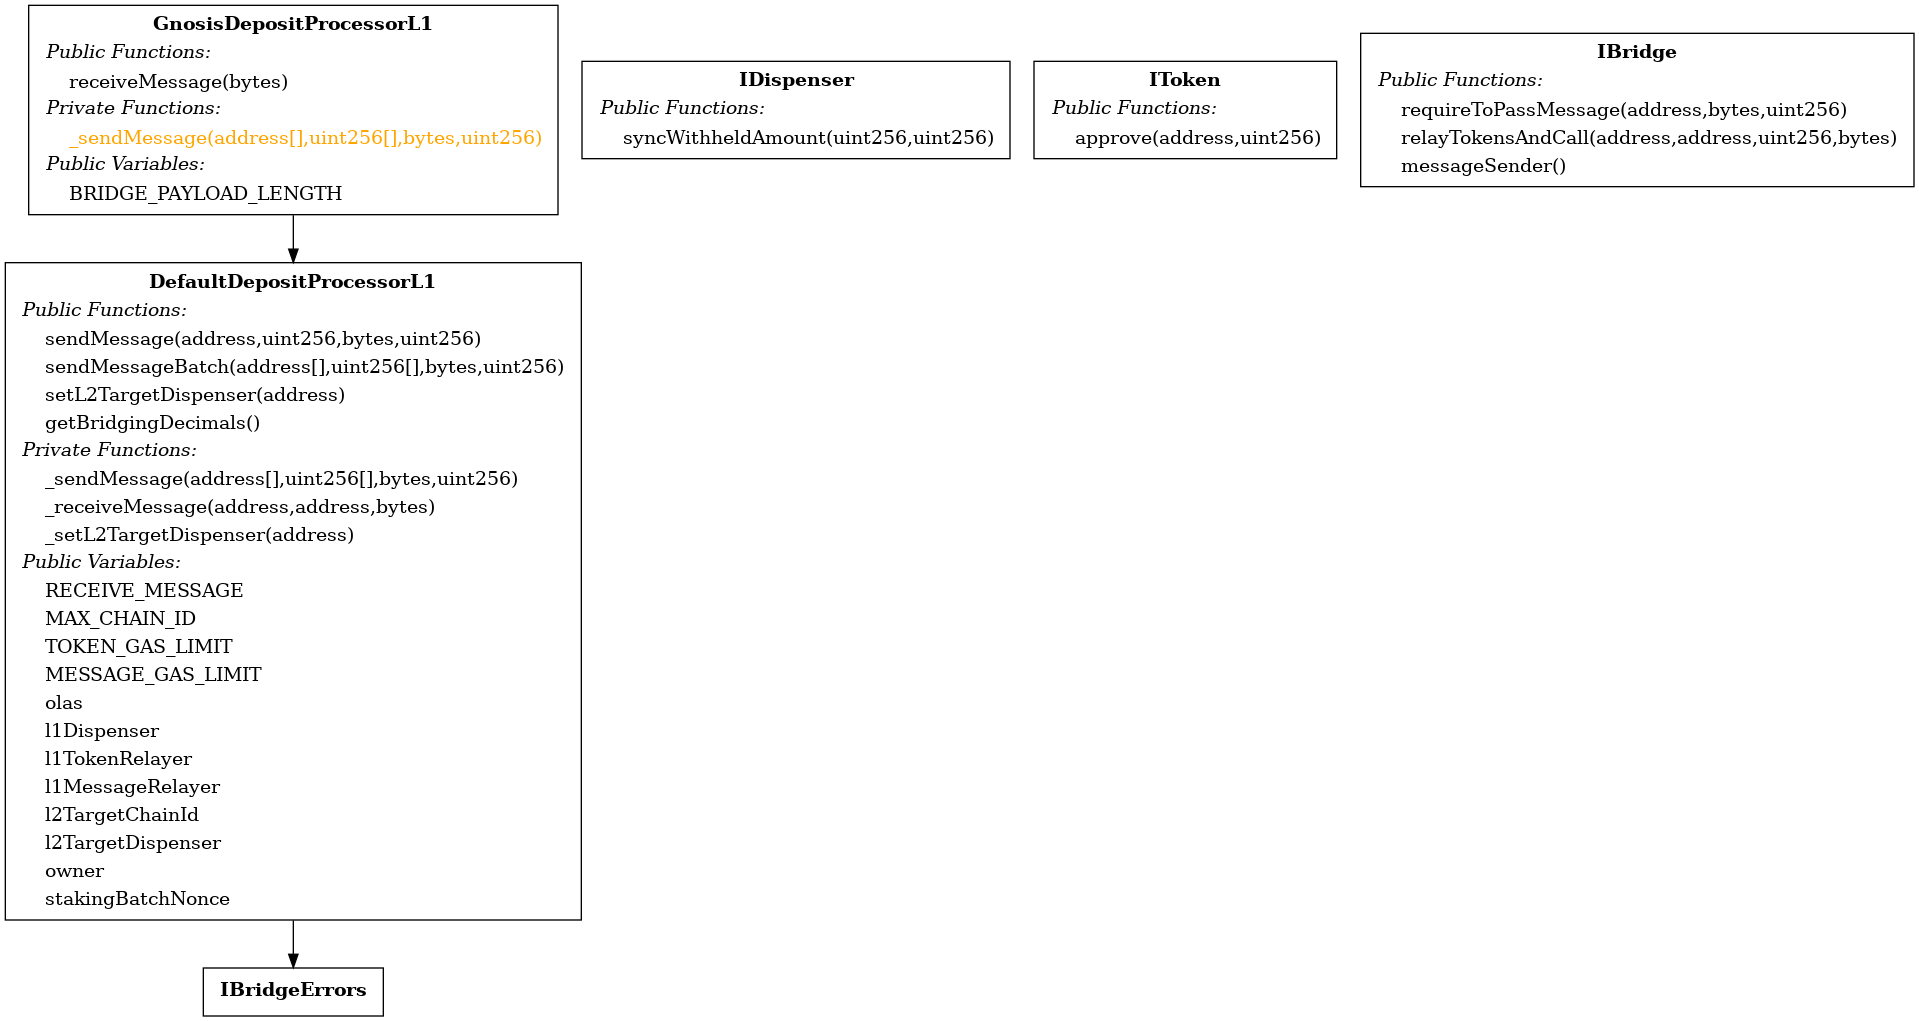 GnosisDepositProcessorL1
Public Functions:
receiveMessage(bytes)
Private Functions:
_sendMessage(address[],uint256[],bytes,uint256)
Public Variables:
BRIDGE_PAYLOAD_LENGTH
IDispenser
Public Functions:
syncWithheldAmount(uint256,uint256)
IToken
Public Functions:
approve(address,uint256)
IBridge
Public Functions:
requireToPassMessage(address,bytes,uint256)
relayTokensAndCall(address,address,uint256,bytes)
messageSender()
DefaultDepositProcessorL1
Public Functions:
sendMessage(address,uint256,bytes,uint256)
sendMessageBatch(address[],uint256[],bytes,uint256)
setL2TargetDispenser(address)
getBridgingDecimals()
Private Functions:
_sendMessage(address[],uint256[],bytes,uint256)
_receiveMessage(address,address,bytes)
_setL2TargetDispenser(address)
Public Variables:
RECEIVE_MESSAGE
MAX_CHAIN_ID
TOKEN_GAS_LIMIT
MESSAGE_GAS_LIMIT
olas
l1Dispenser
l1TokenRelayer
l1MessageRelayer
l2TargetChainId
l2TargetDispenser
owner
stakingBatchNonce
IBridgeErrors